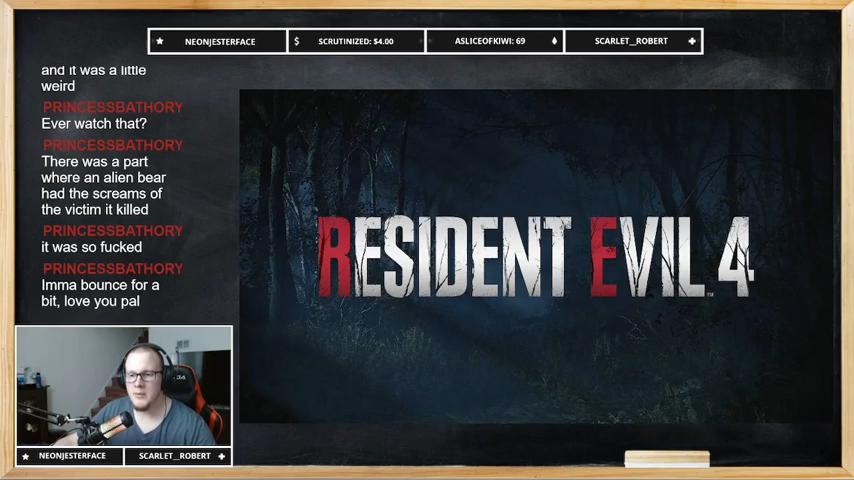 NEONJESTERFACE
SCRUTINIZED: $4.00
ASLICEOFKIWI: 69
SCARLET_ROBERT
and it was a little
weird
PRINCESSBATHORY
Ever watch that?
PRINCESSBATHORY
There was a part
where an alien bear
had the screams of
the victim it killed
PRINCESSBATHORY
it was so fucked
PRINCESSBATHORY
Imma bounce for a
bit, love you pal
RESIDENT EVIL 4
NEONJESTERFACE
SCARLET_ROBERT